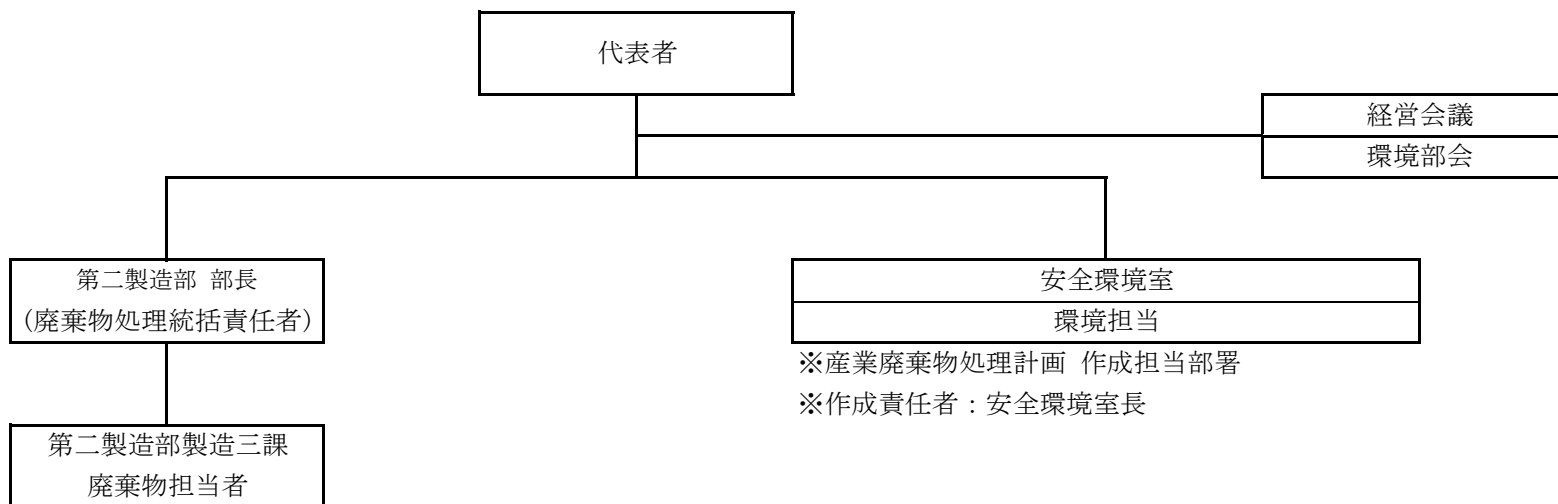 代表者
経営会議
環境部会
第二製造部 部長
(廃棄物処理統括責任者)
安全環境室
環境担当
※産業廃棄物処理計画 作成担当部署
※作成責任者：安全環境室長
第二製造部製造三課
廃棄物担当者